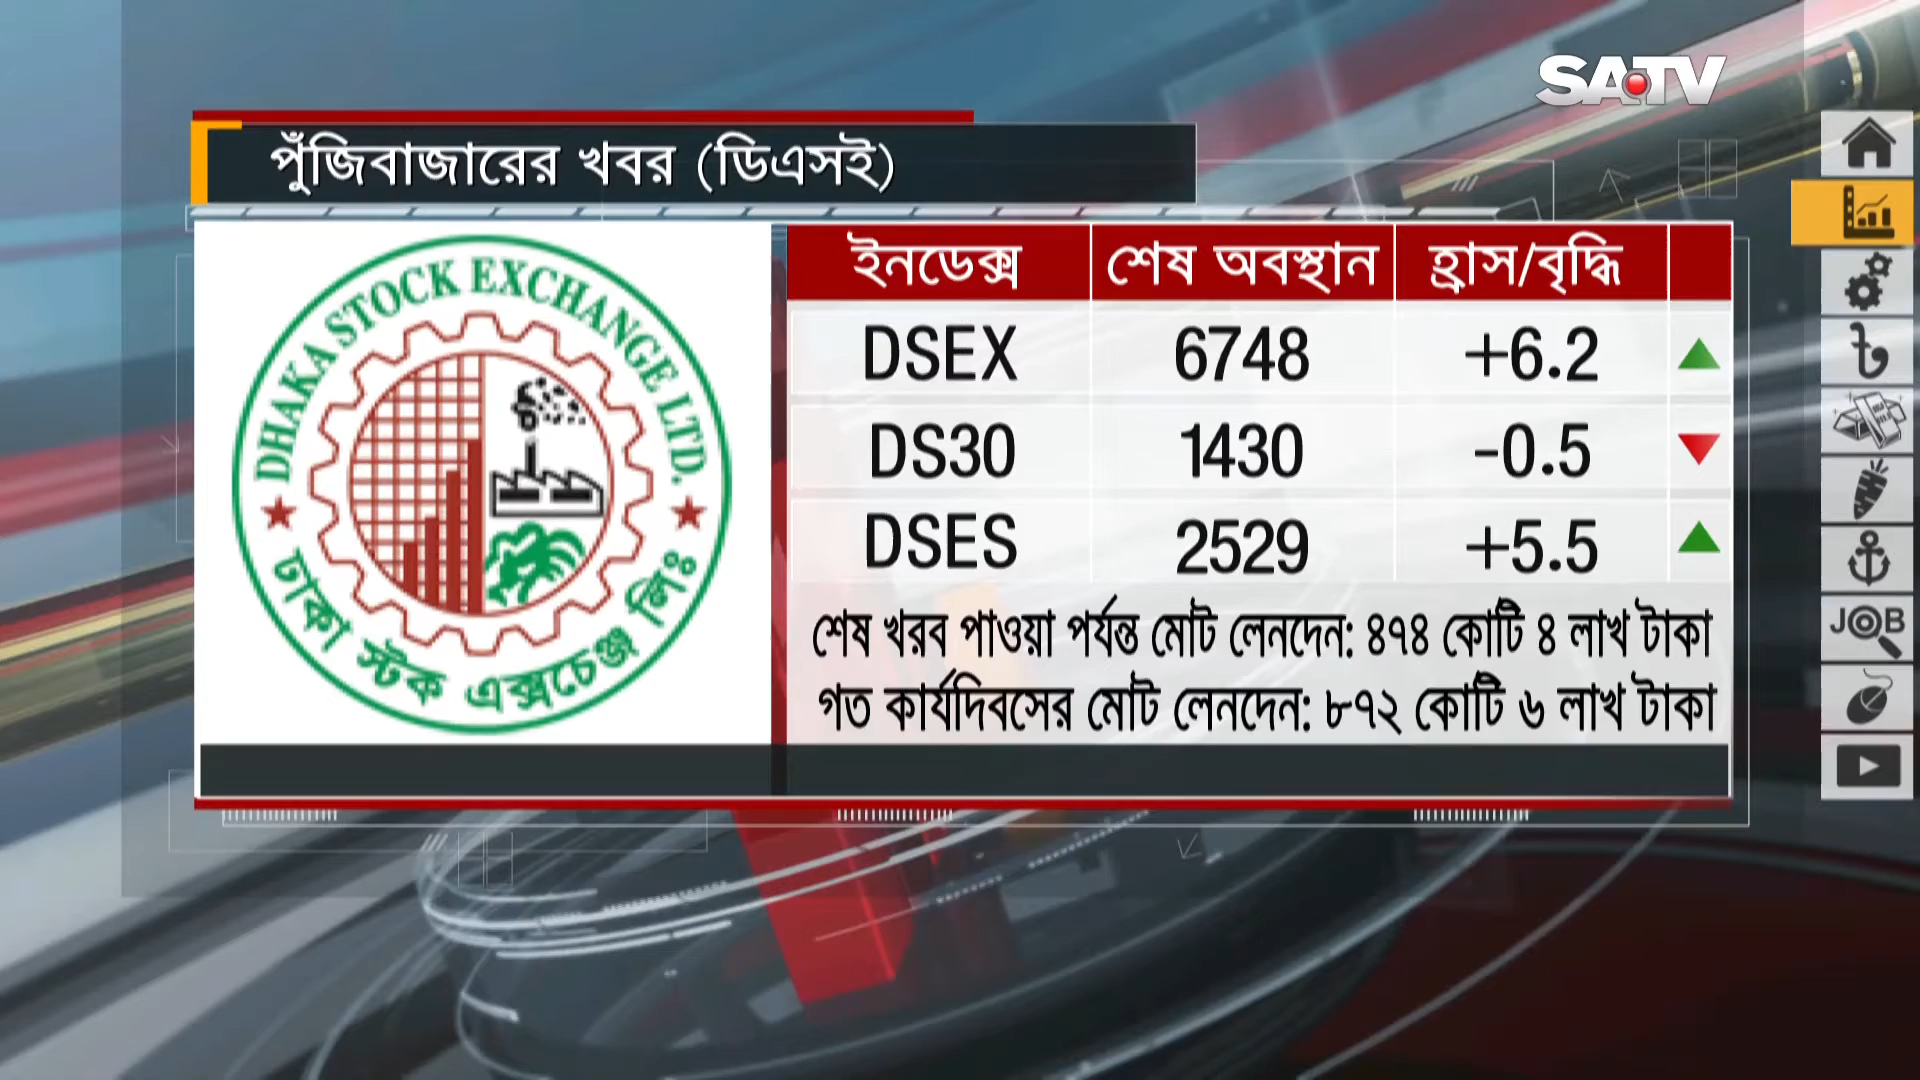 SATV
পুঁজিবাজারের খবর (ডিএসই)
DHAKA STOCK EXCHANGE LTD.
ঢাকা স্টক এক্সচেঞ্জ লিঃ
ইনডেক্স শেষ অবস্থান হ্রাস/বৃদ্ধি
DSEX 6748 +6.2
DS30 1430 -0.5
DSES 2529 +5.5
শেষ খরব পাওয়া পর্যন্ত মোট লেনদেন: ৪৭৪ কোটি ৪ লাখ টাকা
গত কার্যদিবসের মোট লেনদেন: ৮৭২ কোটি ৬ লাখ টাকা
JOB